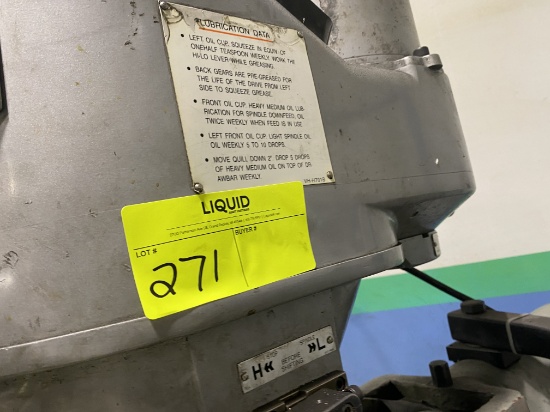 LUBRICATION DATA
• LEFT OIL CUP, SQUEEZE IN EQUIV. OF
ONEHALF TEASPOON WEEKLY. WORK THE
HI-LO LEVER WHILE GREASING.
• BACK GEARS ARE PRE-GREASED FOR
THE LIFE OF THE DRIVE FROM LEFT
SIDE TO SQUEEZE GREASE.
• FRONT OIL CUP, HEAVY MEDIUM OIL LUB-
RICATION FOR SPINDLE DOWNFEED, OIL
TWICE WEEKLY WHEN FEED IS IN USE.
• LEFT FRONT OIL CUP, LIGHT SPINDLE OIL
OIL WEEKLY 5 TO 10 DROPS.
• MOVE QUILL DOWN 2" DROP 5 DROPS
OF HEAVY MEDIUM OIL ON TOP OF DR-
AWBAR WEEKLY.
LIQUID
LOT #
BUYER #
271
BEFORE
H«
»L
SHIFTING